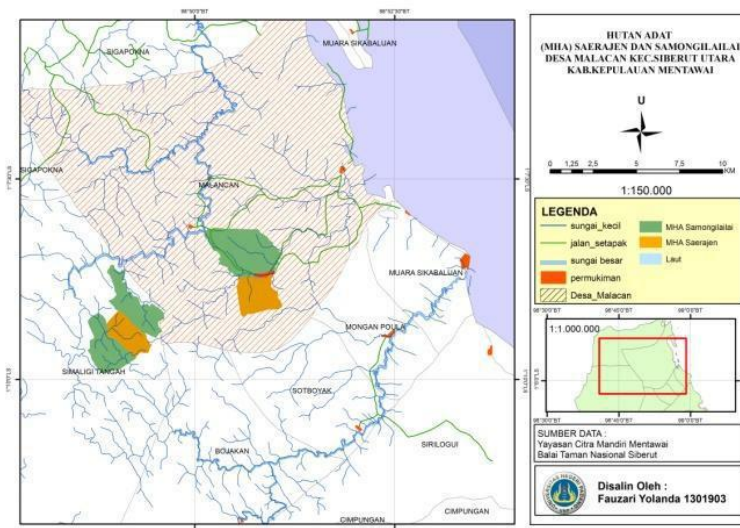 SIGAPOKNA
MUARA SIKABALUAN
SIGAPOKNA
MALANCAN
MUARA SIKABALUAN
MONGAN POULA
SIMALIGI TANGAH
SOTBOYAK
SIRILOGUI
BOJAKAN
CIMPUNGAN
CIMPUNGAN
HUTAN ADAT
(MHA) SAERAJEN DAN SAMONGILAILAI
DESA MALACAN KEC.SIBERUT UTARA
KAB.KEPULAUAN MENTAWAI
U
0 1,25 2,5 5 7,5 10
KM
1:150.000
LEGENDA
sungai_kecil
jalan_setapak
sungai besar
permukiman
Desa_Malacan
MHA Samongilailai
MHA Saerajen
Laut
1:1.000.000
SUMBER DATA :
Yayasan Citra Mandiri Mentawai
Balai Taman Nasional Siberut
Disalin Oleh :
Fauzari Yolanda 1301903